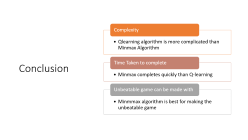 Conclusion
Complexity
• Qlearning algorithm is more complicated than
Minmax Algorithm
Time Taken to complete
• Minmax completes quickly than Q-learning
Unbeatable game can be made with
• Minmmax algorithm is best for making the
unbeatable game